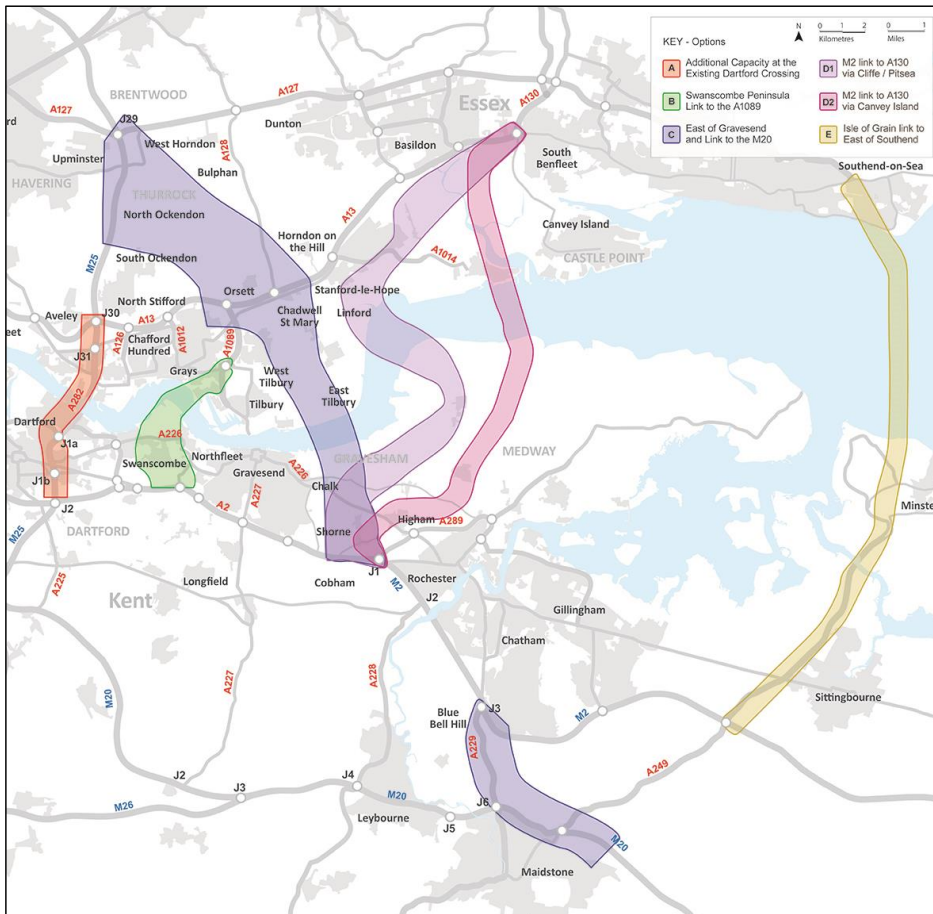 KEY - Options
N
0 1 2
Kilometres
0 1
Miles
A Additional Capacity at the
Existing Dartford Crossing
B Swanscombe Peninsula
Link to the A1089
C East of Gravesend
and Link to the M20
D1 M2 link to A130
via Cliffe / Pitsea
D2 M2 link to A130
via Canvey Island
E Isle of Grain link to
East of Southend
BRENTWOOD
A127
Essex
A130
A127
J29
Dunton
ord
West Horndon
A128
Basildon
South
Benfleet
Upminster
Bulphan
Southend-on-Sea
HAVERING
THURROCK
North Ockendon
A13
Canvey Island
Horndon on
the Hill
A1014
CASTLE POINT
M25
South Ockendon
Stanford-le-Hope
North Stifford
Orsett
Linford
Aveley
J30
A13
Chadwell
St Mary
eet
A126
A1012
Chafford
Hundred
J31
A1089
Grays
West
Tilbury
A282
Tilbury
East
Tilbury
Dartford
A226
J1a
Northfleet
MEDWAY
Swanscombe
Gravesend
A226
GRAVESHAM
J1b
Chalk
A227
J2
A2
Minste
Higham
A289
M25
DARTFORD
Shorne
J1
A225
Longfield
Cobham
M2
Rochester
Kent
J2
Gillingham
Chatham
A228
A227
Sittingbourne
M20
Blue
Bell Hill
J3
M2
A229
A249
J2
J4
J3
M20
J6
M26
Leybourne
J5
M20
Maidstone